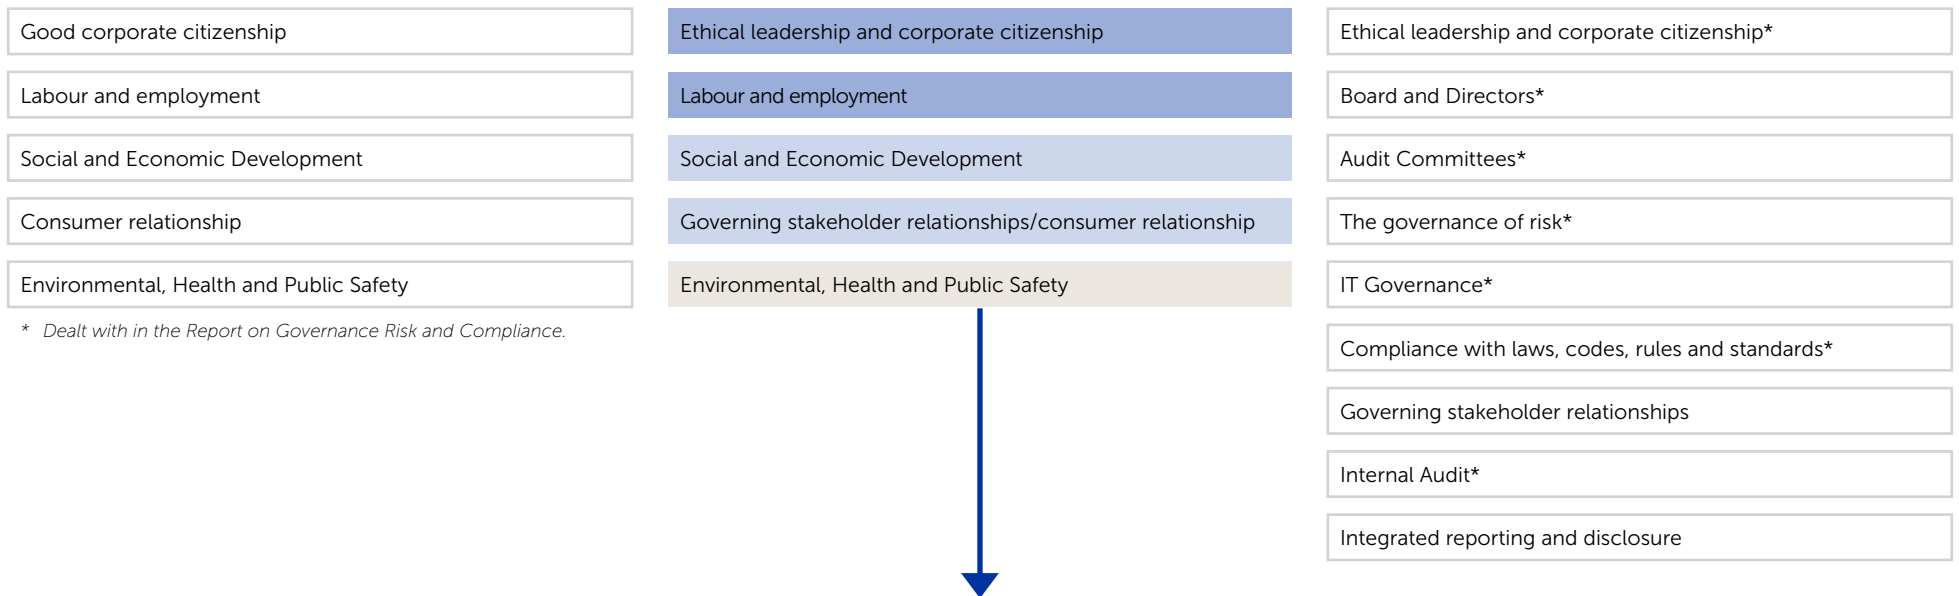 Good corporate citizenship
Labour and employment
Social and Economic Development
Consumer relationship
Environmental, Health and Public Safety
* Dealt with in the Report on Governance Risk and Compliance.
Ethical leadership and corporate citizenship
Labour and employment
Social and Economic Development
Governing stakeholder relationships/consumer relationship
Environmental, Health and Public Safety
Ethical leadership and corporate citizenship*
Board and Directors*
Audit Committees*
The governance of risk*
IT Governance*
Compliance with laws, codes, rules and standards*
Governing stakeholder relationships
Internal Audit*
Integrated reporting and disclosure